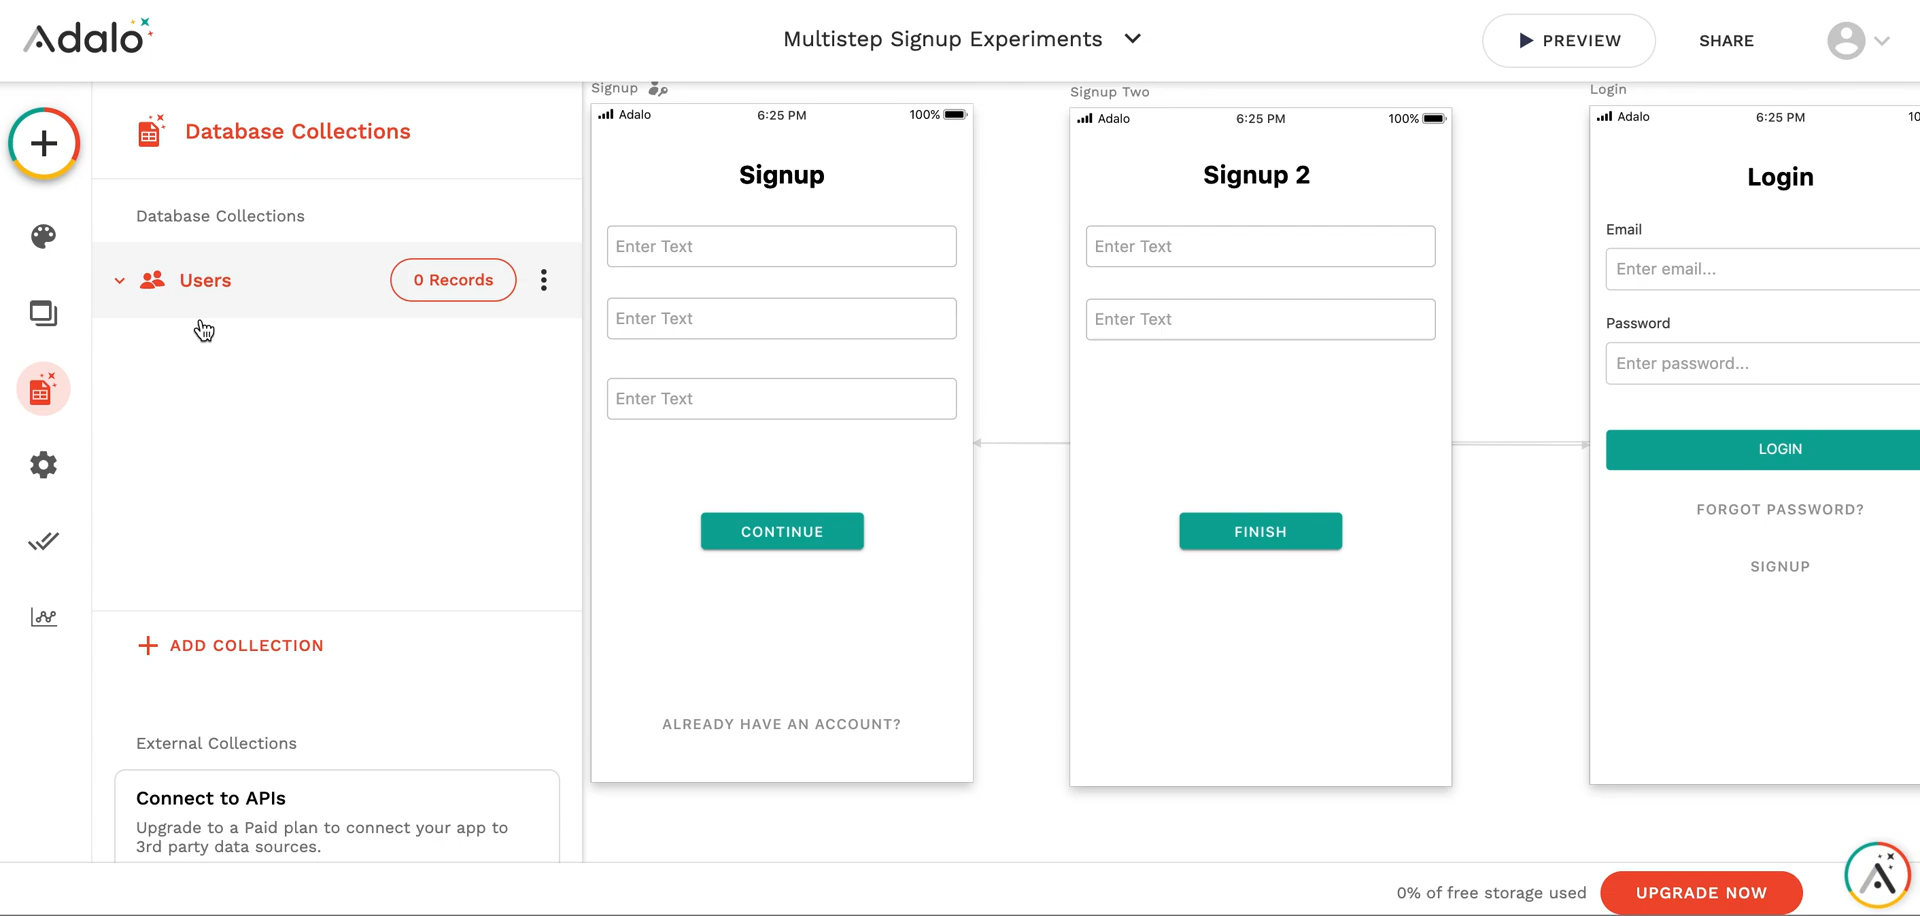 Adalo
Multistep Signup Experiments
PREVIEW
SHARE
Database Collections
Database Collections
Users
0 Records
ADD COLLECTION
External Collections
Connect to APIs
Upgrade to a Paid plan to connect your app to
3rd party data sources.
Signup
Adalo
6:25 PM
100%
Signup
Enter Text
Enter Text
Enter Text
CONTINUE
ALREADY HAVE AN ACCOUNT?
Signup Two
Adalo
6:25 PM
100%
Signup 2
Enter Text
Enter Text
FINISH
Login
Adalo
6:25 PM
10
Login
Email
Enter email...
Password
Enter password...
LOGIN
FORGOT PASSWORD?
SIGNUP
0% of free storage used
UPGRADE NOW